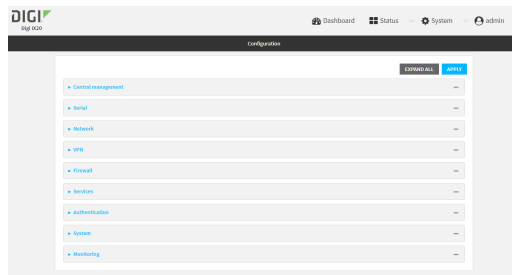 DIGI
Digi IX20
Dashboard
Status
System
admin
Configuration
EXPAND ALL
APPLY
Central management
Serial
Network
VPN
Firewall
Services
Authentication
System
Monitoring